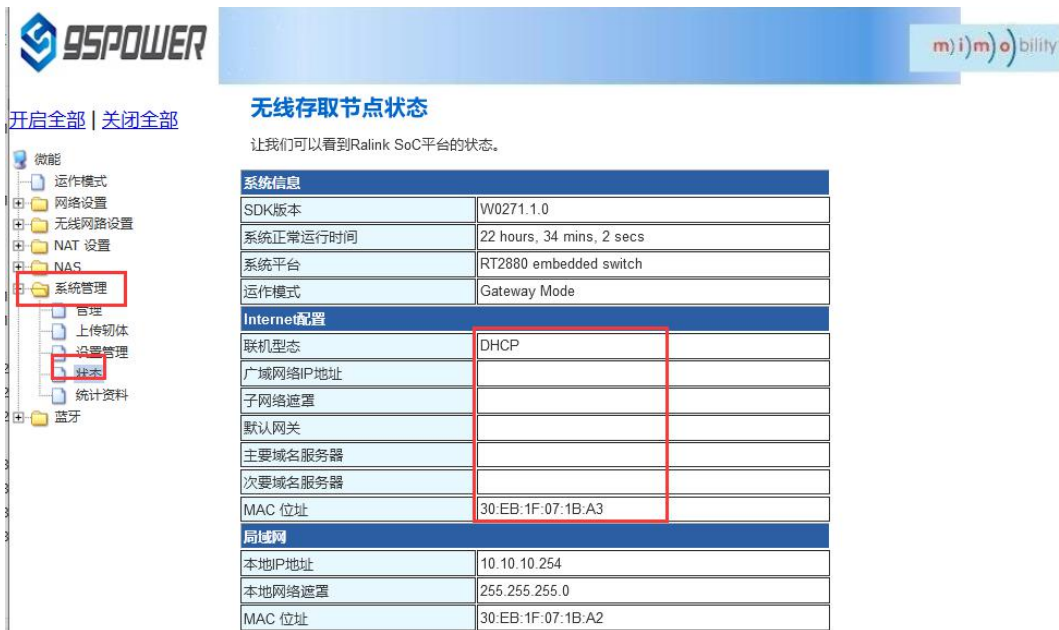 95POWER
m)i)m)o)bility
开启全部 | 关闭全部
微能
运作模式
网络设置
无线网路设置
NAT 设置
NAS
系统管理
管理
上传轫体
设置管理
状态
统计资料
蓝牙
无线存取节点状态
让我们可以看到Ralink SoC平台的状态。
系统信息
SDK版本 W0271.1.0
系统正常运行时间 22 hours, 34 mins, 2 secs
系统平台 RT2880 embedded switch
运作模式 Gateway Mode
Internet配置
联机型态 DHCP
广域网络IP地址
子网络遮罩
默认网关
主要域名服务器
次要域名服务器
MAC 位址 30:EB:1F:07:1B:A3
局域网
本地IP地址 10.10.10.254
本地网络遮罩 255.255.255.0
MAC 位址 30:EB:1F:07:1B:A2